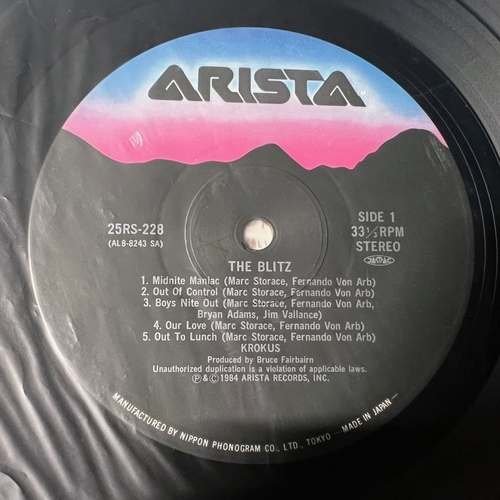 ARISTA
25RS-228
(AL8-8243 SA)
SIDE 1
33⅓RPM
STEREO
THE BLITZ
1. Midnite Maniac (Marc Storace, Fernando Von Arb)
2. Out Of Control (Marc Storace, Fernando Von Arb)
3. Boys Nite Out (Marc Storace, Fernando Von Arb,
Bryan Adams, Jim Vallance)
4. Our Love (Marc Storace, Fernando Von Arb)
5. Out To Lunch (Marc Storace, Fernando Von Arb)
KROKUS
Produced by Bruce Fairbairn
Unauthorized duplication is a violation of applicable laws.
℗&©1984 ARISTA RECORDS, INC.
MANUFACTURED BY NIPPON PHONOGRAM CO., LTD., TOKYO—MADE IN JAPAN—